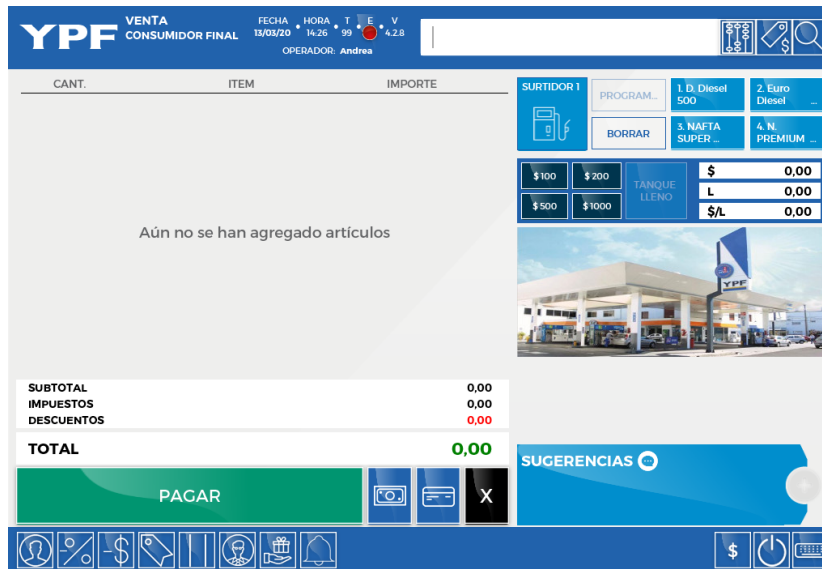 YPF
VENTA
CONSUMIDOR FINAL
FECHA HORA T E V
13/03/20 14:26 99 4.2.8
OPERADOR: Andrea
CANT. ITEM IMPORTE
Aún no se han agregado artículos
SUBTOTAL 0,00
IMPUESTOS 0,00
DESCUENTOS 0,00
TOTAL 0,00
PAGAR
X
SURTIDOR 1
PROGRAM...
BORRAR
1. D. Diesel
500
2. Euro
Diesel ...
3. NAFTA
SUPER ...
4. N.
PREMIUM ...
$100 $200
$500 $1000
TANQUE
LLENO
$ 0,00
L 0,00
$/L 0,00
YPF
SUGERENCIAS
$